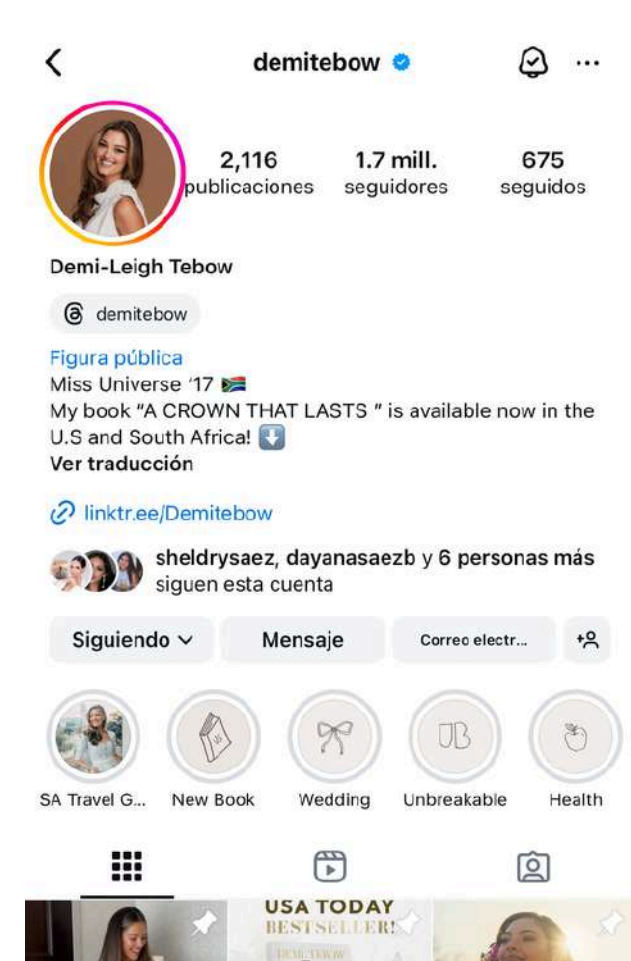 demitebow
2,116 1.7 mill. 675
publicaciones seguidores seguidos
Demi-Leigh Tebow
demitebow
Figura pública
Miss Universe '17 🇿🇦
My book "A CROWN THAT LASTS " is available now in the
U.S and South Africa! ⬇️
Ver traducción
linktr.ee/Demitebow
sheldrysaez, dayanasaezb y 6 personas más
siguen esta cuenta
Siguiendo Mensaje Correo electr...
SA Travel G... New Book Wedding Unbreakable Health
USA TODAY
BESTSELLER!
DEMI TEBOW